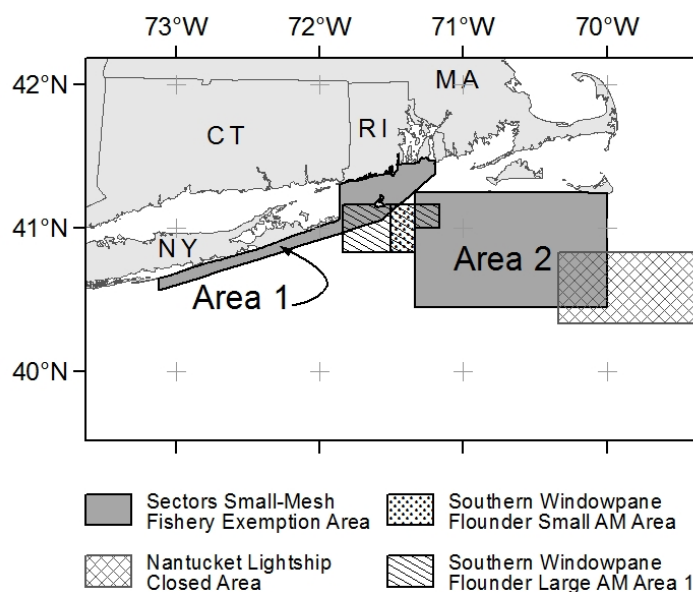 73°W 72°W 71°W 70°W
42°N
MA
CT
RI
41°N
NY
Area 2
Area 1
40°N
Sectors Small-Mesh
Fishery Exemption Area
Southern Windowpane
Flounder Small AM Area
Nantucket Lightship
Closed Area
Southern Windowpane
Flounder Large AM Area 1